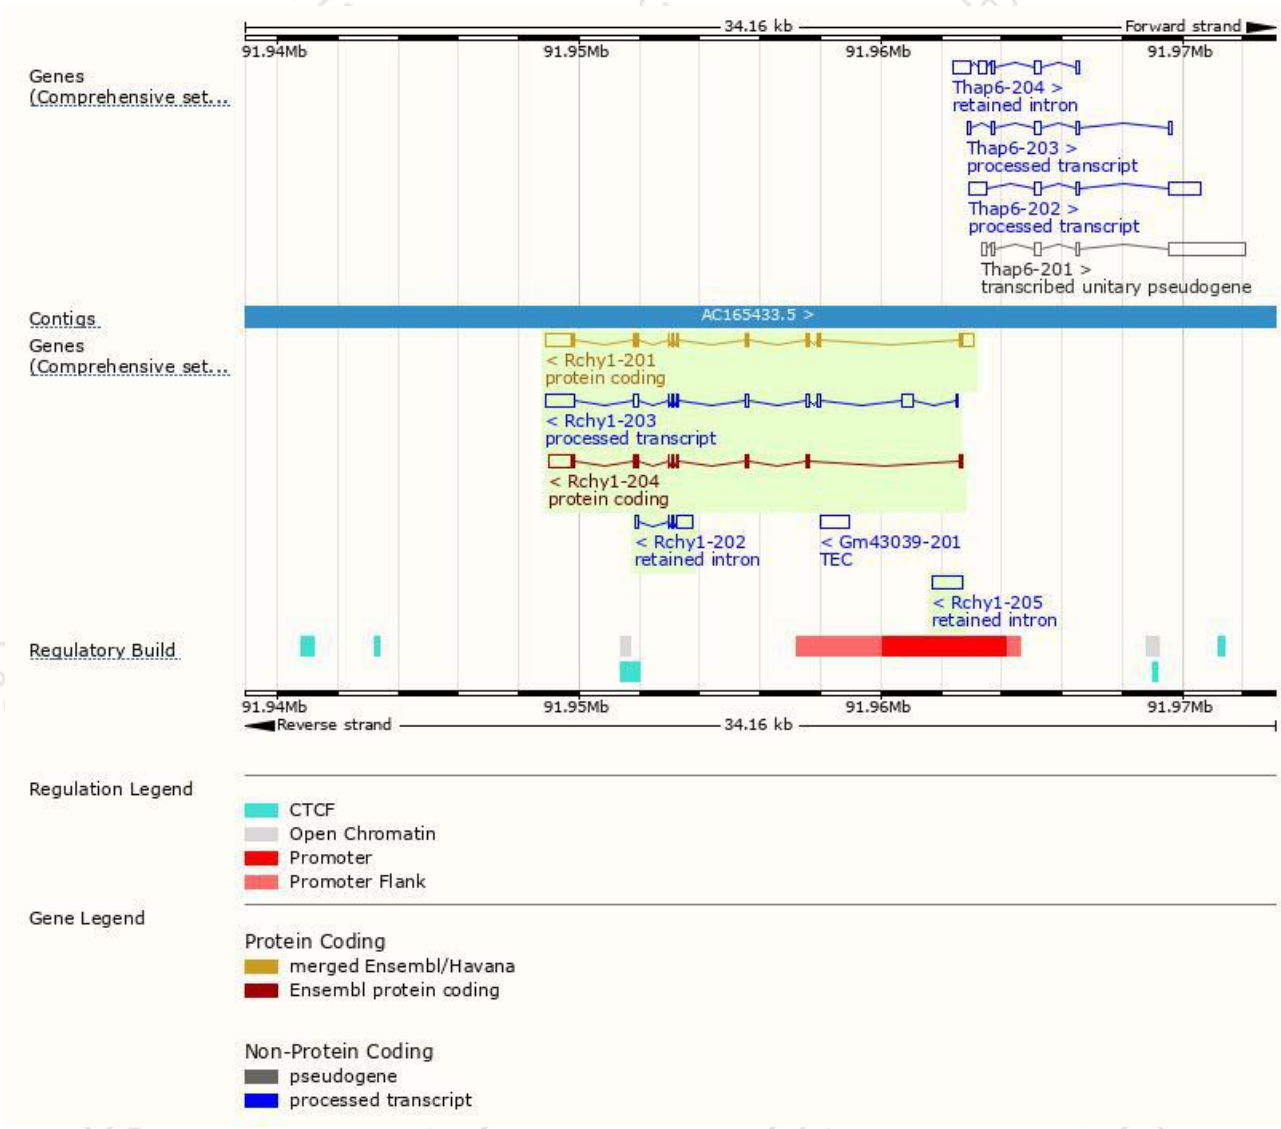 34.16 kb Forward strand
91.94Mb 91.95Mb 91.96Mb 91.97Mb
Genes
(Comprehensive set...
Thap6-204 >
retained intron
Thap6-203 >
processed transcript
Thap6-202 >
processed transcript
Thap6-201 >
transcribed unitary pseudogene
Contigs
AC165433.5 >
Genes
(Comprehensive set...
< Rchy1-201
protein coding
< Rchy1-203
processed transcript
< Rchy1-204
protein coding
< Rchy1-202
retained intron
< Gm43039-201
TEC
< Rchy1-205
retained intron
Regulatory Build
91.94Mb 91.95Mb 91.96Mb 91.97Mb
Reverse strand 34.16 kb
Regulation Legend
CTCF
Open Chromatin
Promoter
Promoter Flank
Gene Legend
Protein Coding
merged Ensembl/Havana
Ensembl protein coding
Non-Protein Coding
pseudogene
processed transcript